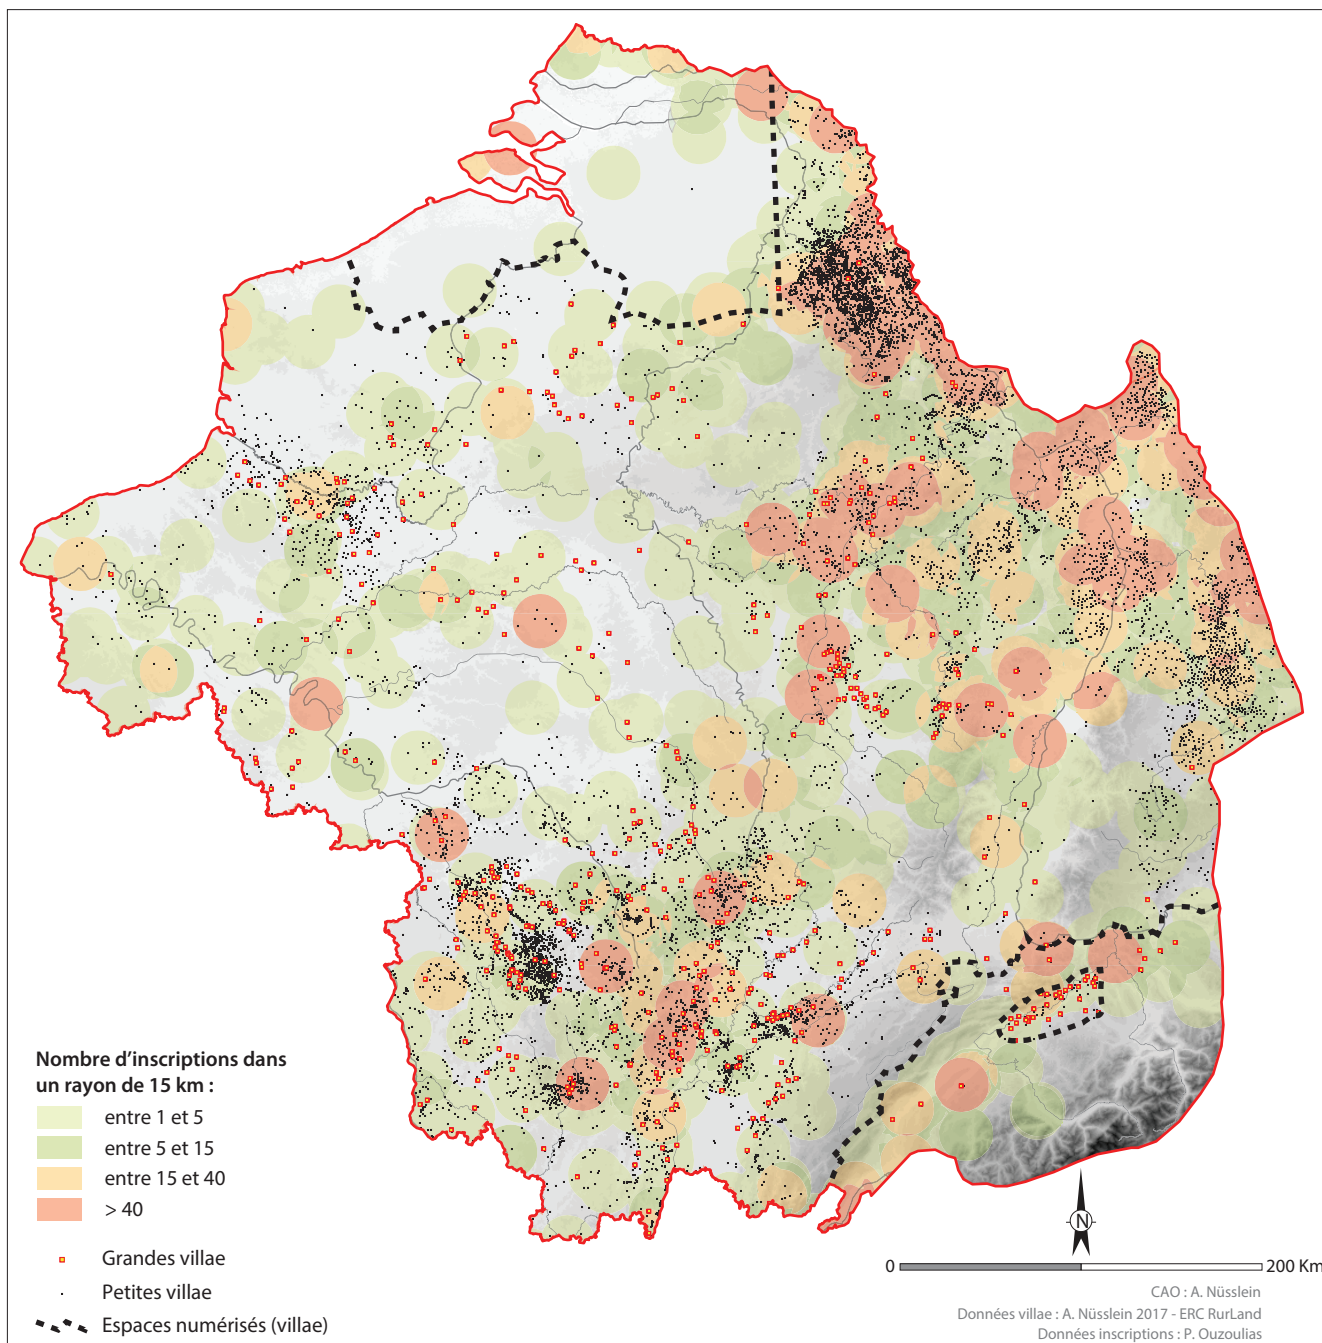 Nombre d'inscriptions dans
un rayon de 15 km :
entre 1 et 5
entre 5 et 15
entre 15 et 40
> 40
Grandes villae
Petites villae
Espaces numérisés (villae)
N
0 200 Km
CAO : A. Nüsslein
Données villae : A. Nüsslein 2017 - ERC RurLand
Données inscriptions : P. Ouzoulias